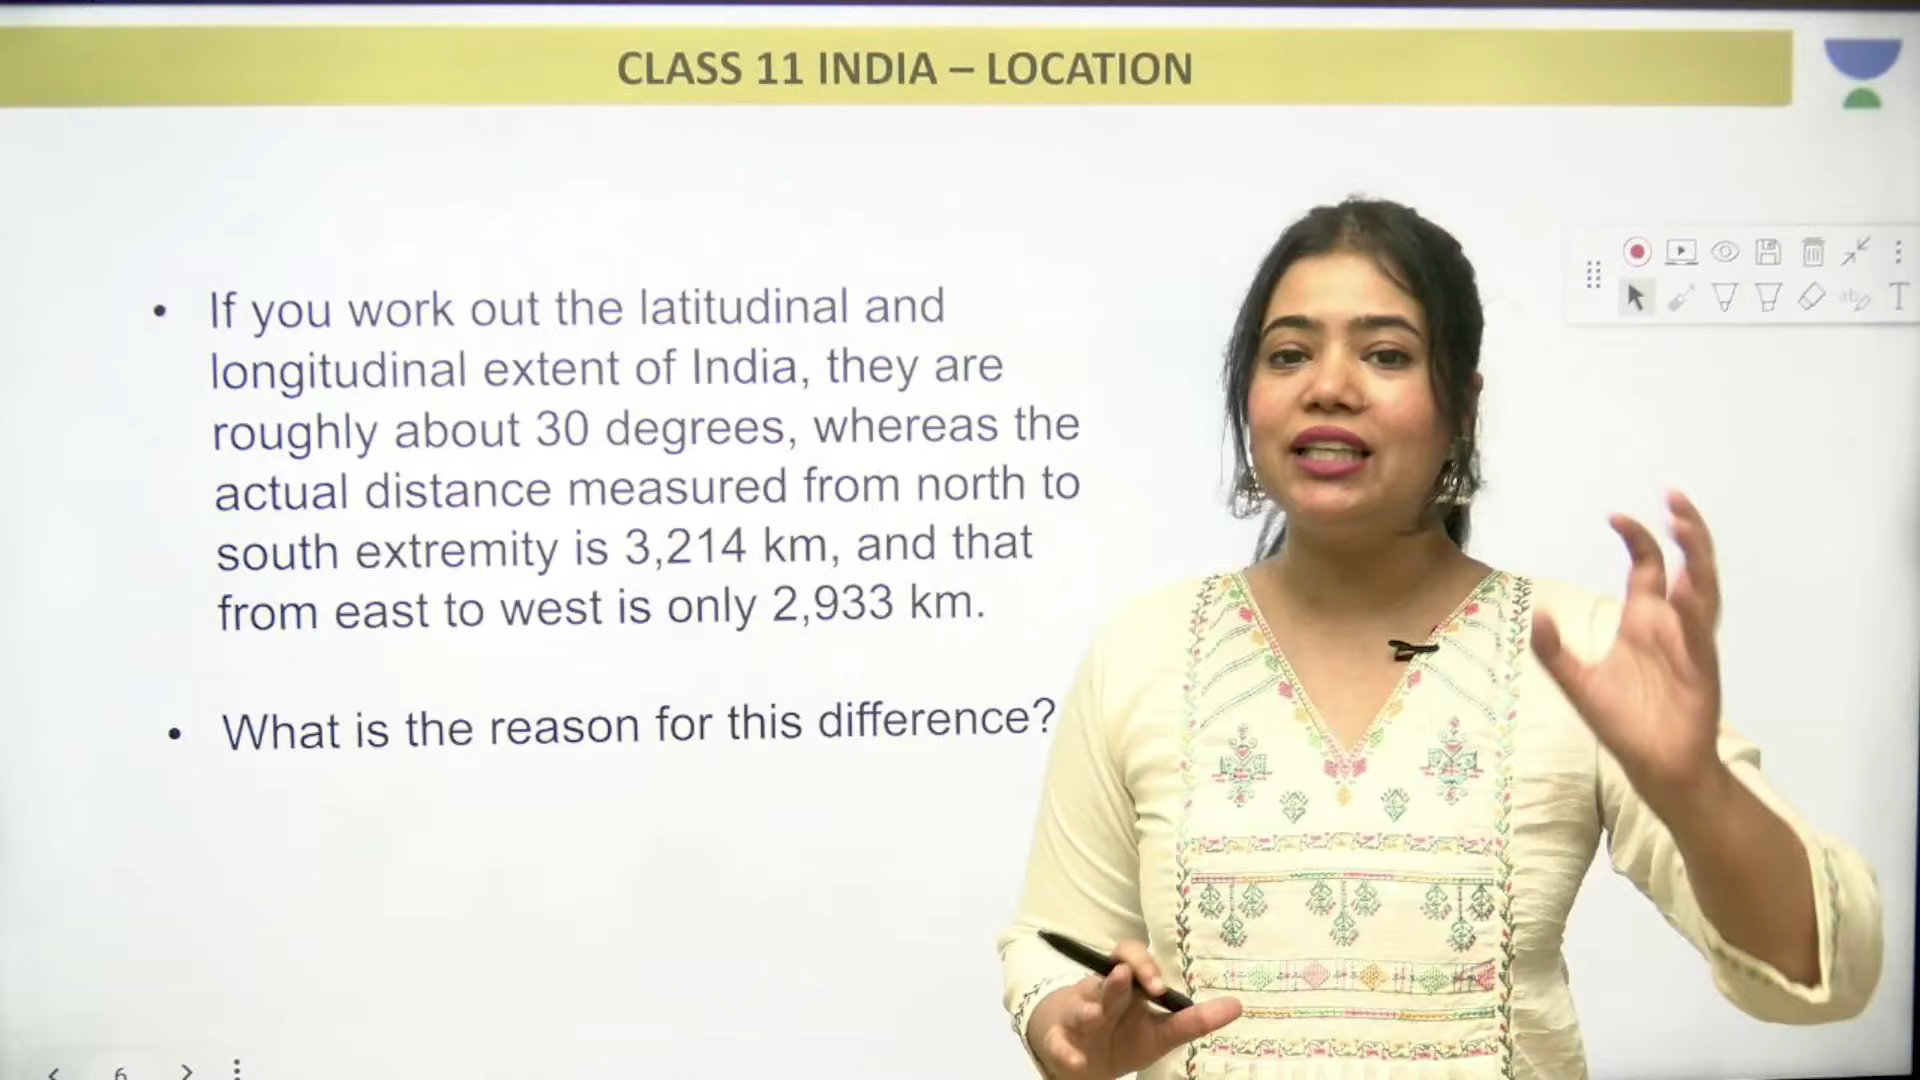 CLASS 11 INDIA – LOCATION
• If you work out the latitudinal and
longitudinal extent of India, they are
roughly about 30 degrees, whereas the
actual distance measured from north to
south extremity is 3,214 km, and that
from east to west is only 2,933 km.
• What is the reason for this difference?
ab
T
6